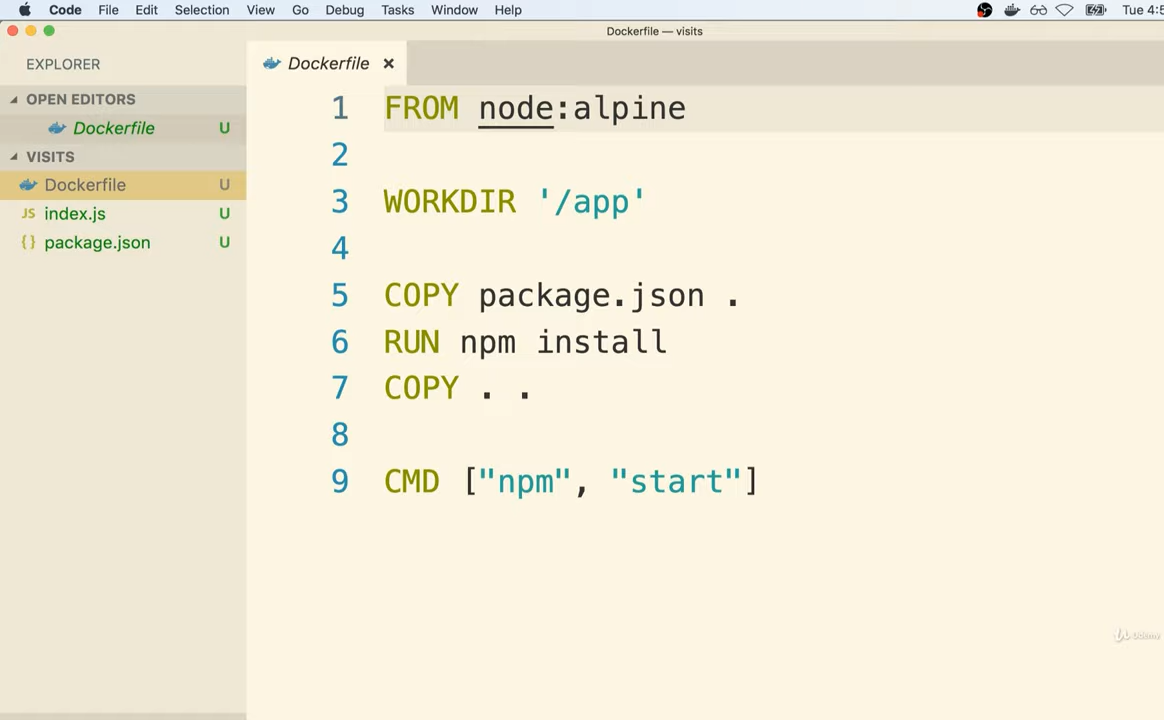 Code File Edit Selection View Go Debug Tasks Window Help Tue 4:5
Dockerfile — visits
EXPLORER
OPEN EDITORS
Dockerfile U
VISITS
Dockerfile U
JS index.js U
{} package.json U
Dockerfile ×
1 FROM node:alpine
2
3 WORKDIR '/app'
4
5 COPY package.json .
6 RUN npm install
7 COPY . .
8
9 CMD ["npm", "start"]
Udemy